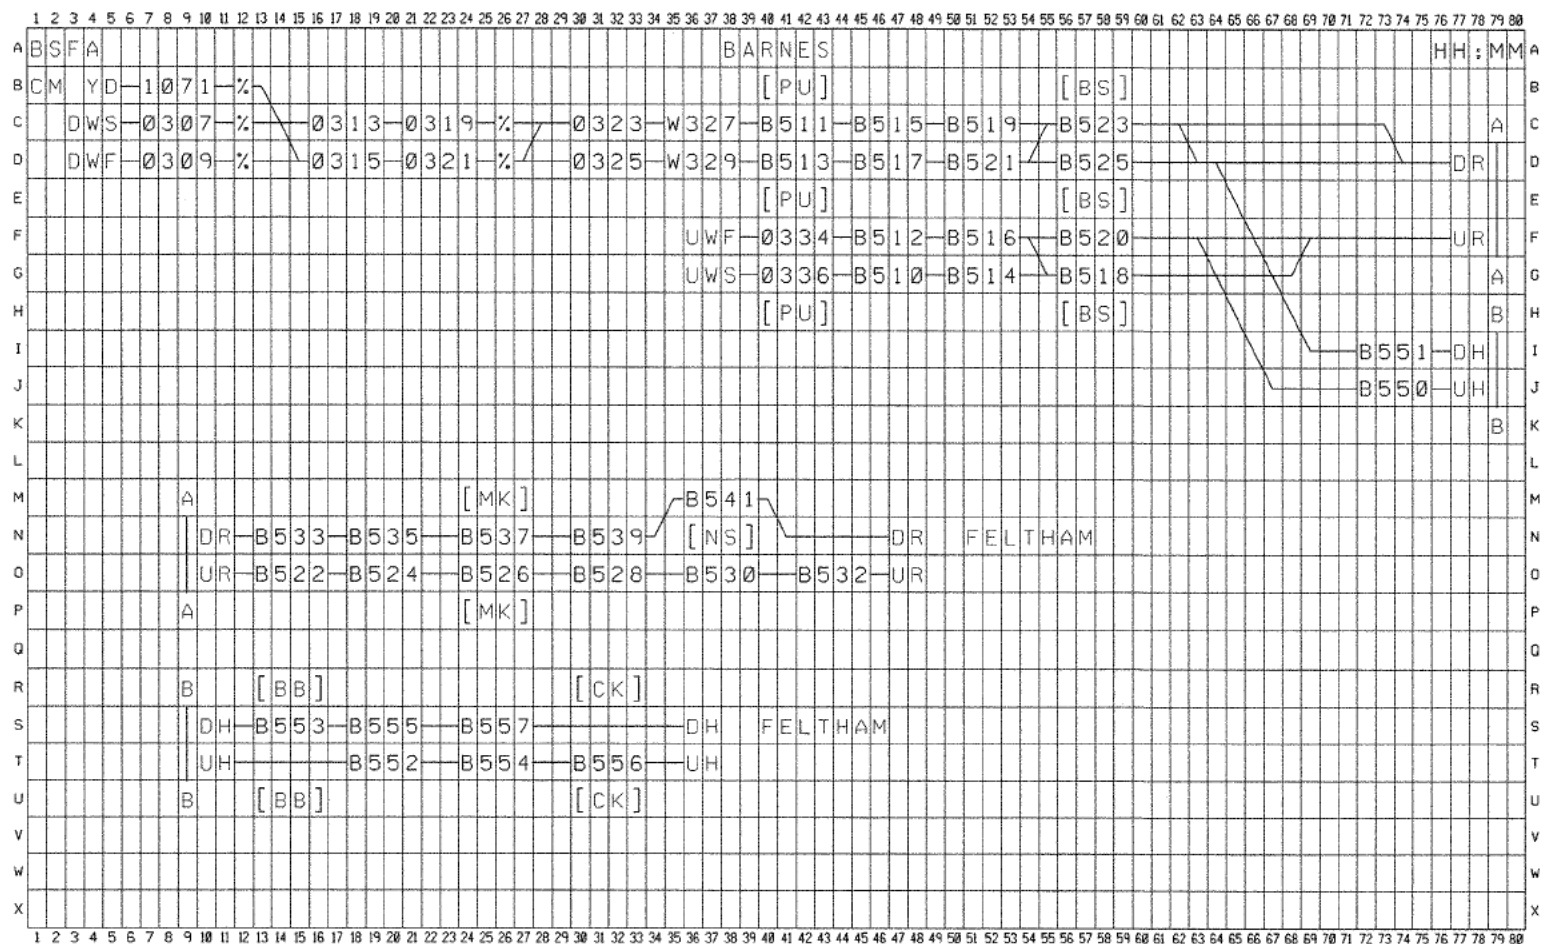 1 2 3 4 5 6 7 8 9 10 11 12 13 14 15 16 17 18 19 20 21 22 23 24 25 26 27 28 29 30 31 32 33 34 35 36 37 38 39 40 41 42 43 44 45 46 47 48 49 50 51 52 53 54 55 56 57 58 59 60 61 62 63 64 65 66 67 68 69 70 71 72 73 74 75 76 77 78 79 80
A BSFA BARNES HH:MM A
B CM YD 1071 % [PU] [BS] B
C DWS 0307 % 0313 0319 % 0323 W327 B511 B515 B519 B523 A C
D DWF 0309 % 0315 0321 % 0325 W329 B513 B517 B521 B525 DR D
E [PU] [BS] E
F UWF 0334 B512 B516 B520 UR F
G UWS 0336 B510 B514 B518 A G
H [PU] [BS] B H
I B551 DH I
J B550 UH J
K B K
L L
M A [MK] B541 M
N DR B533 B535 B537 B539 [NS] DR FELTHAM N
O UR B522 B524 B526 B528 B530 B532 UR O
P A [MK] P
Q Q
R B [BB] [CK] R
S DH B553 B555 B557 DH FELTHAM S
T UH B552 B554 B556 UH T
U B [BB] [CK] U
V V
W W
X X
1 2 3 4 5 6 7 8 9 10 11 12 13 14 15 16 17 18 19 20 21 22 23 24 25 26 27 28 29 30 31 32 33 34 35 36 37 38 39 40 41 42 43 44 45 46 47 48 49 50 51 52 53 54 55 56 57 58 59 60 61 62 63 64 65 66 67 68 69 70 71 72 73 74 75 76 77 78 79 80